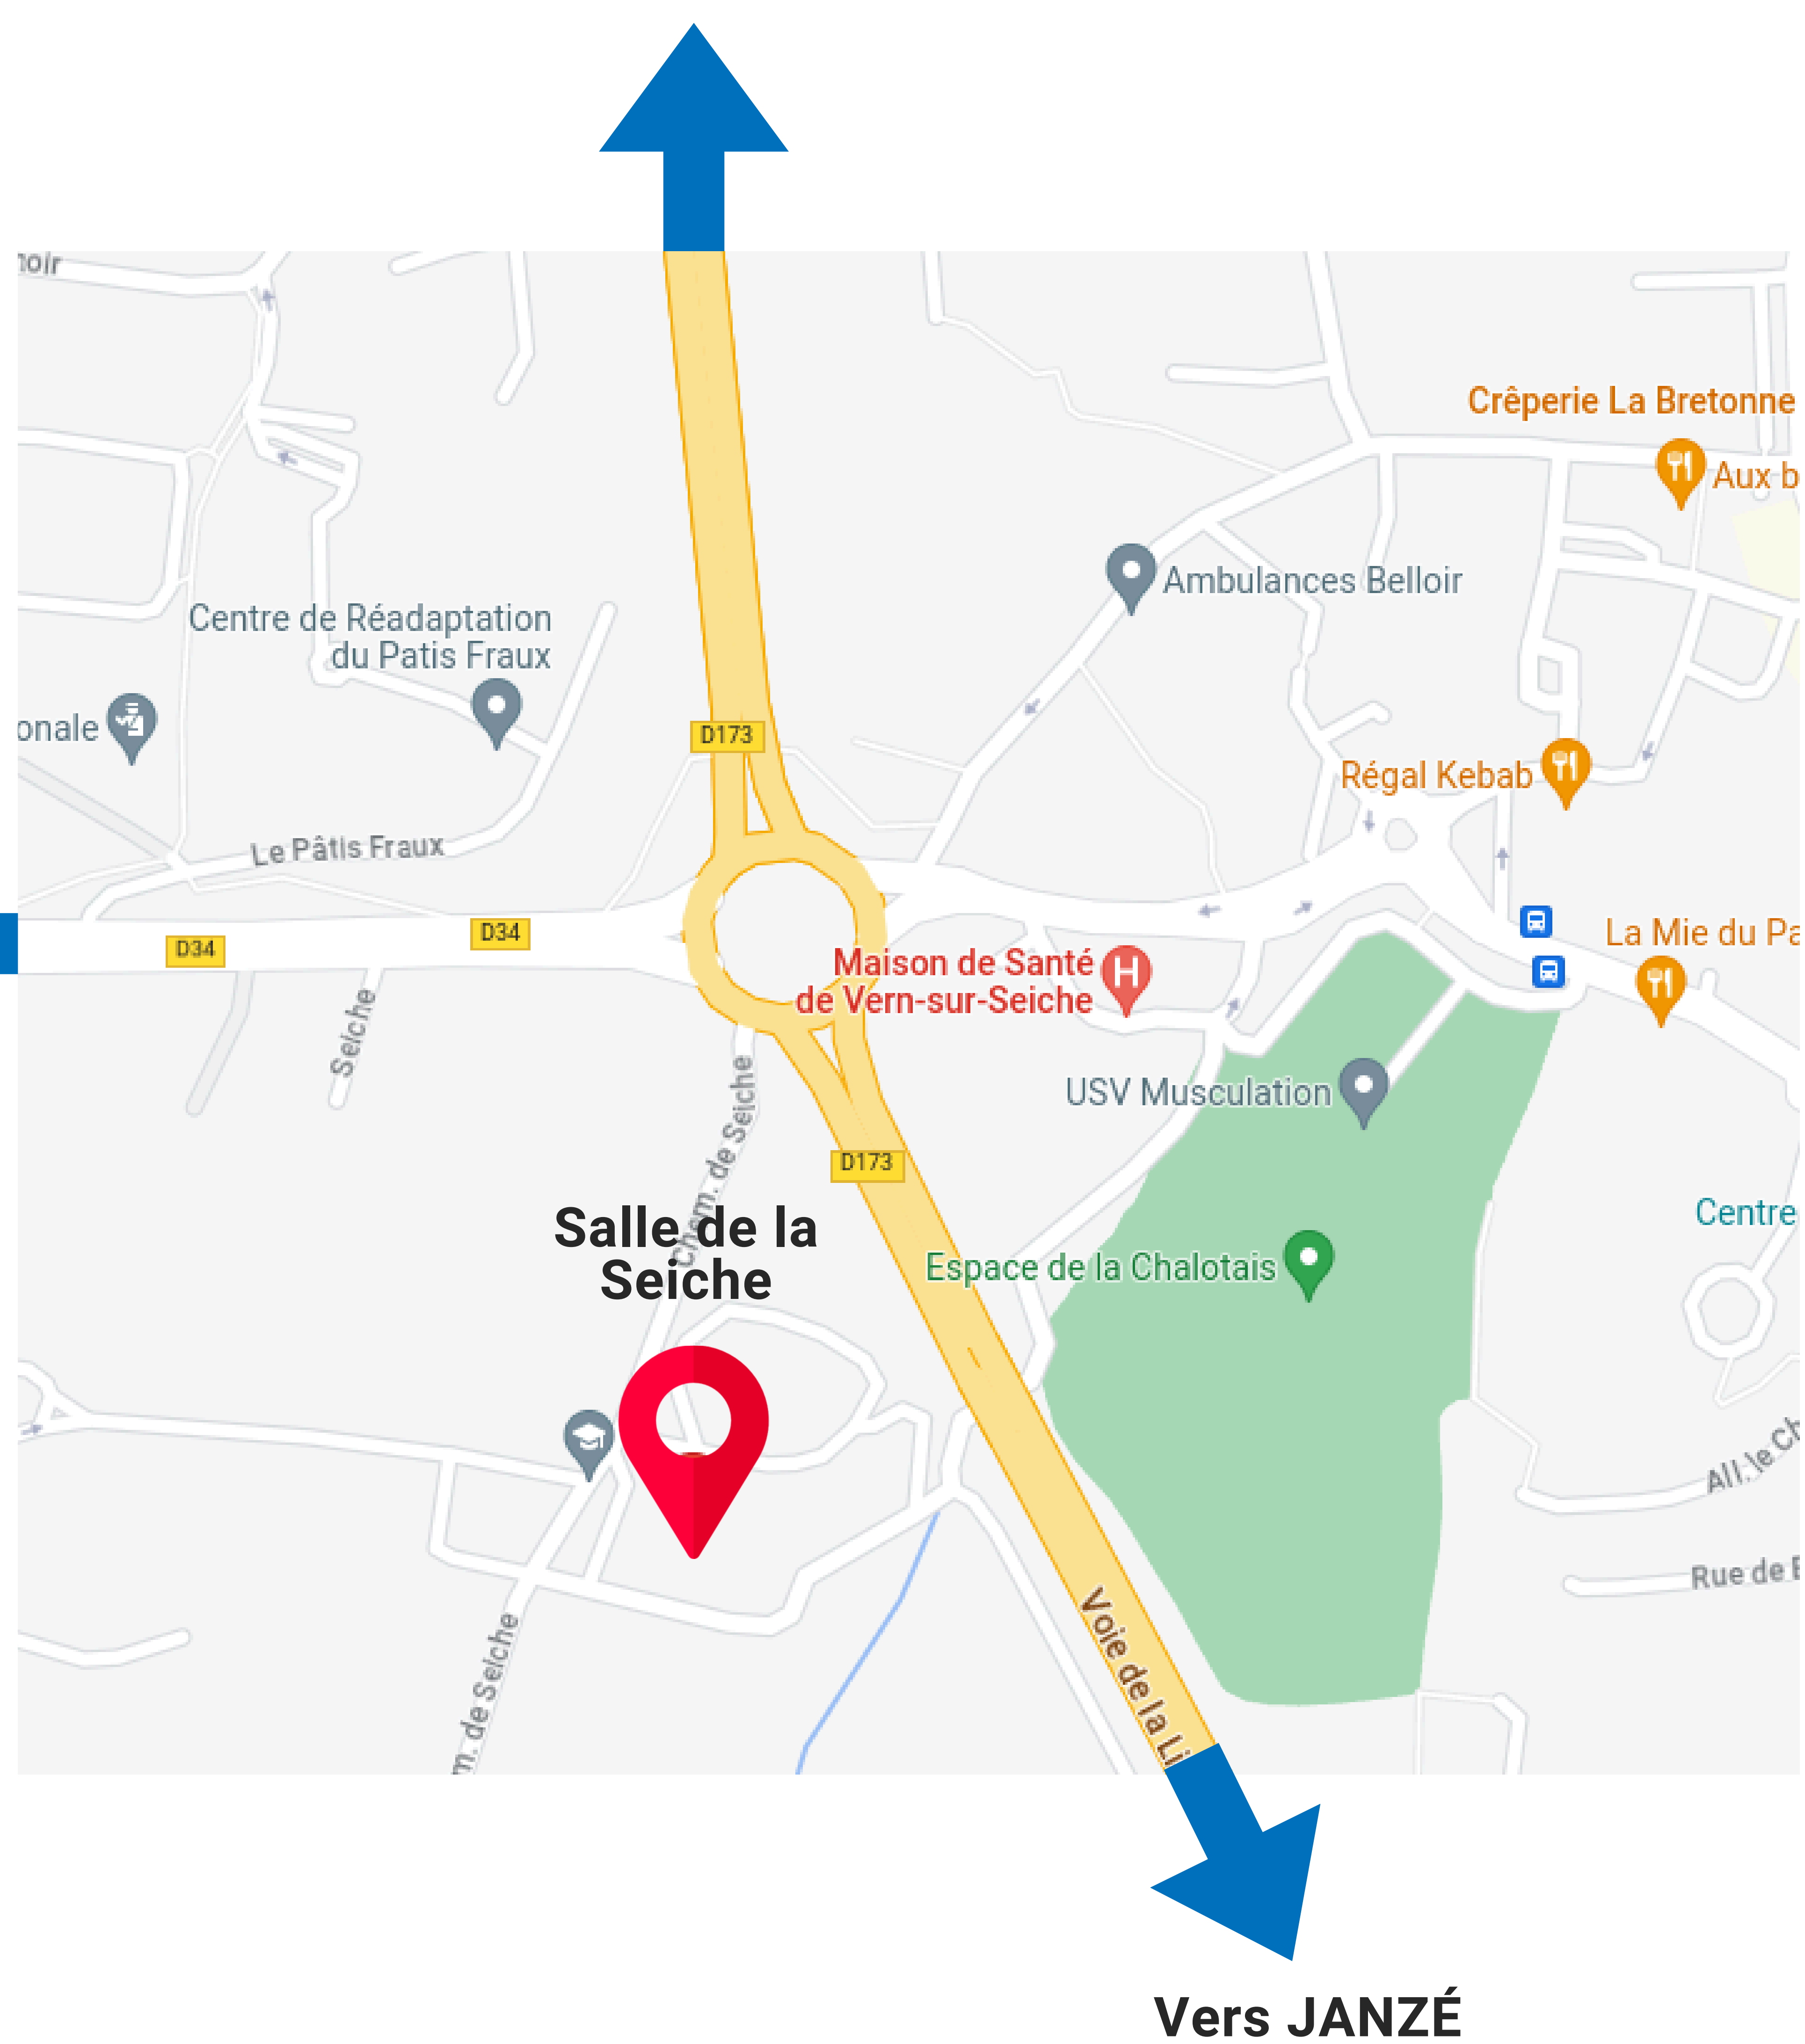 noir
Crêperie La Bretonne
Aux b
Ambulances Belloir
Centre de Réadaptation
du Patis Fraux
onale
D173
Régal Kebab
Le Pâtis Fraux
D34
D34
La Mie du Pa
Maison de Santé
de Vern-sur-Seiche
Seiche
Chem. de Seiche
USV Musculation
D173
Salle de la
Seiche
Centre
Espace de la Chalotais
All. le Ch
Rue de
Voie de la Li
m. de Seiche
Vers JANZÉ